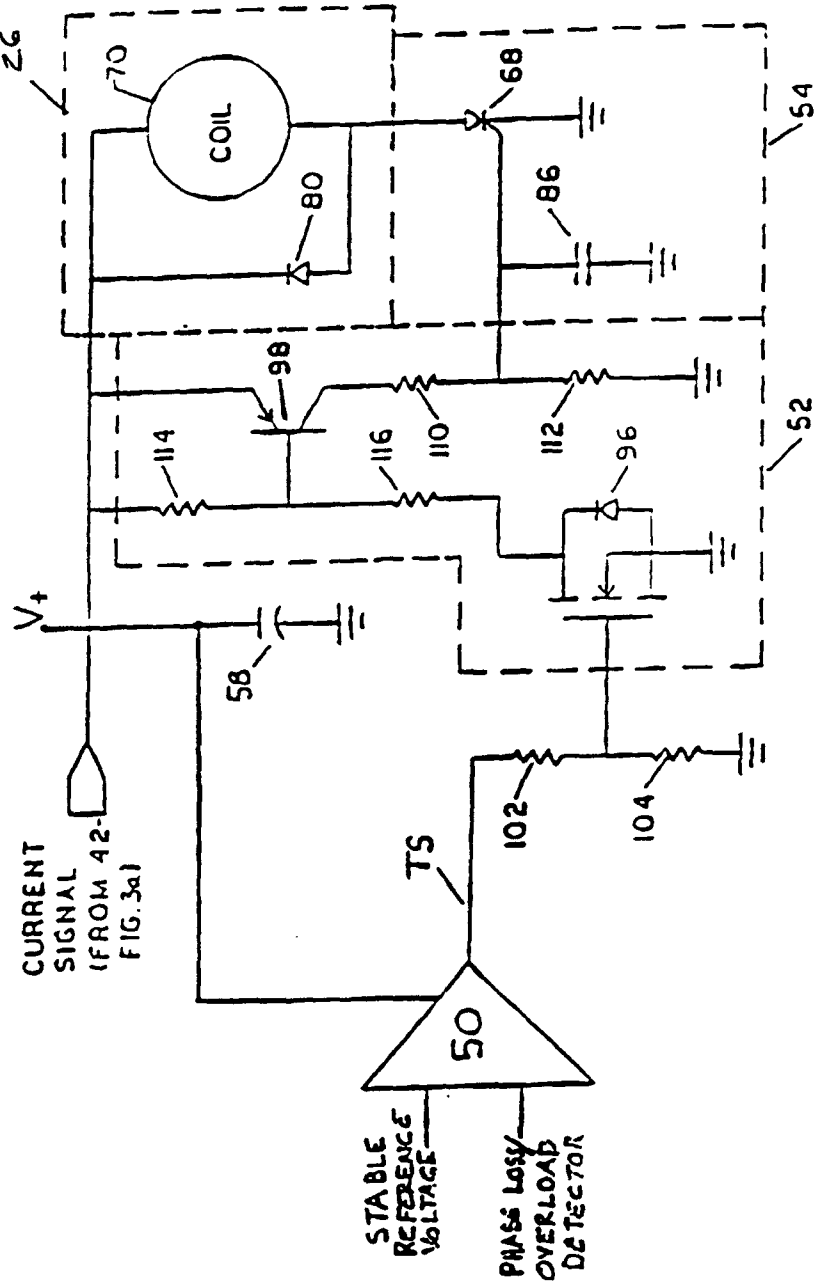 CURRENT
SIGNAL
(FROM 42-
FIG. 3a)
V+
26
70
COIL
80
68
86
54
98
114
116
110
112
96
52
58
TS
102
104
50
STABLE
REFERENCE
VOLTAGE
PHASE LOSS/
OVERLOAD
DETECTOR